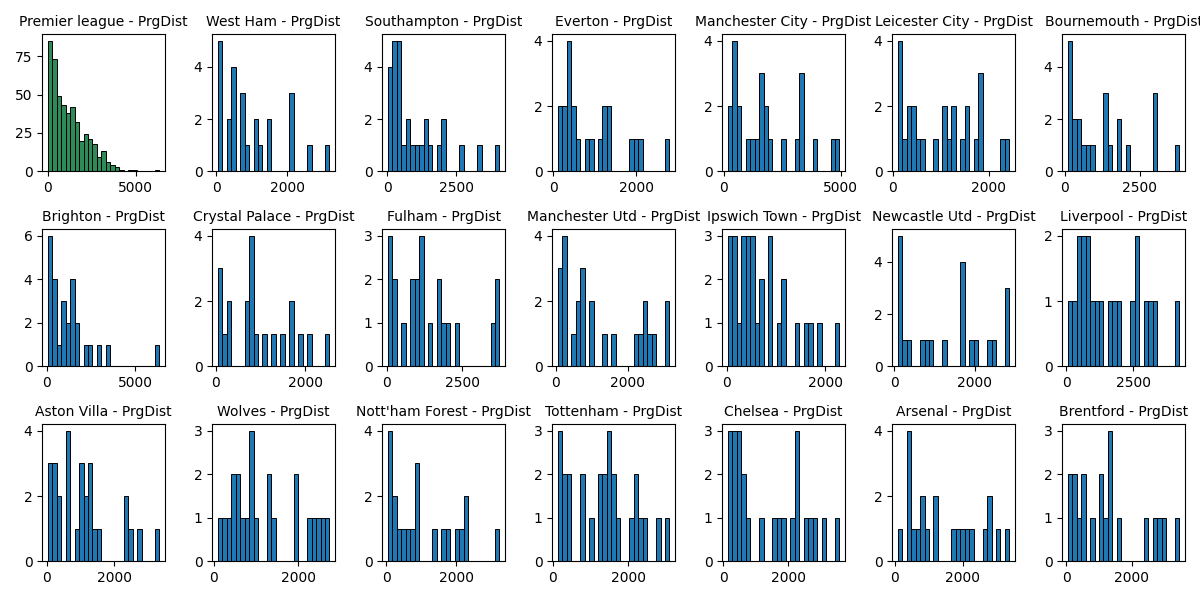 Premier league - PrgDist West Ham - PrgDist Southampton - PrgDist Everton - PrgDist Manchester City - PrgDist Leicester City - PrgDist Bournemouth - PrgDist
75 50 25 0 4 2 0 4 2 0 4 2 0 4 2 0 4 2 0 4 2 0
0 5000 0 2000 0 2500 0 2000 0 5000 0 2000 0 2500
Brighton - PrgDist Crystal Palace - PrgDist Fulham - PrgDist Manchester Utd - PrgDist Ipswich Town - PrgDist Newcastle Utd - PrgDist Liverpool - PrgDist
6 4 2 0 4 2 0 3 2 1 0 4 2 0 3 2 1 0 4 2 0 2 1 0
0 5000 0 2000 0 2500 0 2000 0 2000 0 2000 0 2500
Aston Villa - PrgDist Wolves - PrgDist Nott'ham Forest - PrgDist Tottenham - PrgDist Chelsea - PrgDist Arsenal - PrgDist Brentford - PrgDist
4 2 0 3 2 1 0 4 2 0 3 2 1 0 3 2 1 0 4 2 0 3 2 1 0
0 2000 0 2000 0 2000 0 2000 0 2000 0 2000 0 2000